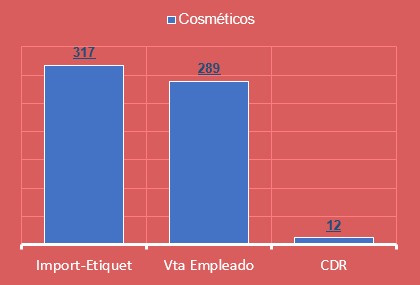 Cosméticos
317
289
12
Import-Etiquet
Vta Empleado
CDR